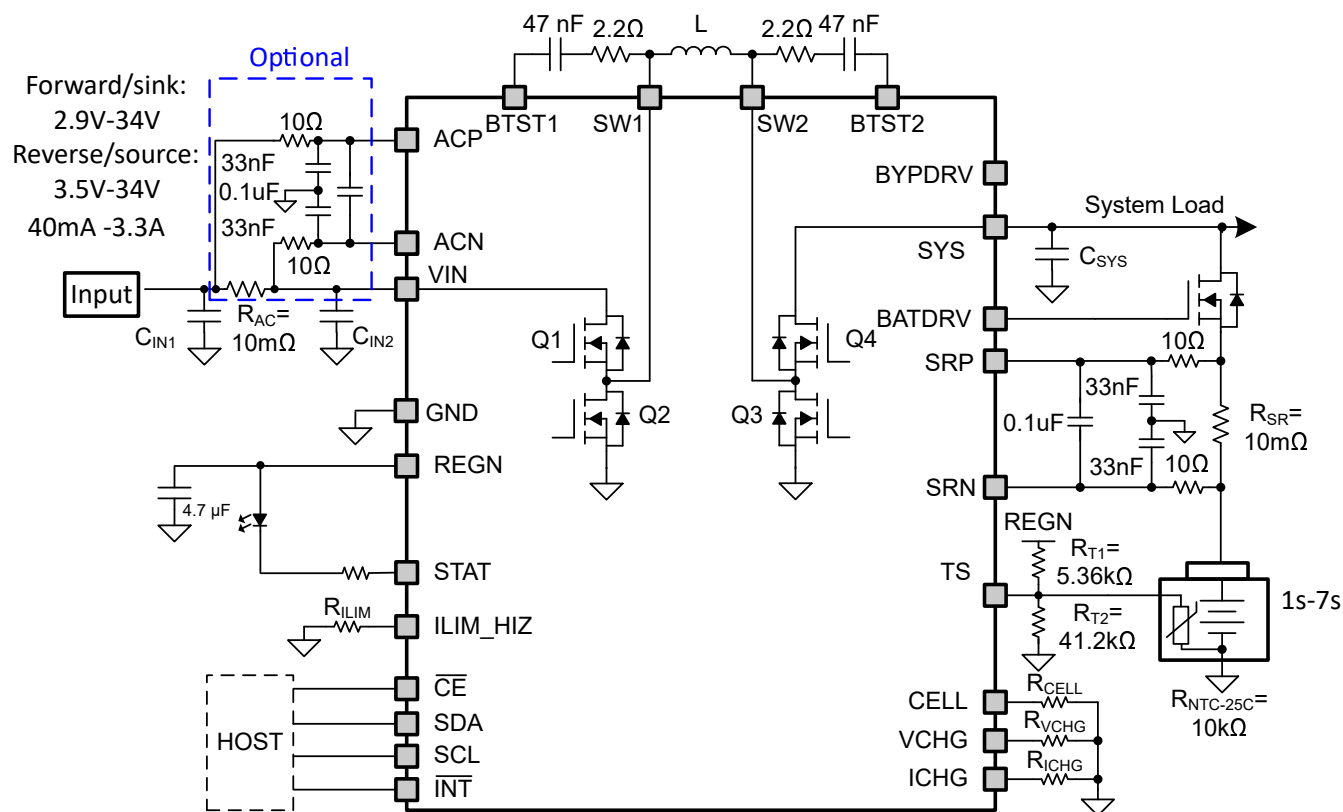 47 nF
2.2Ω
L
2.2Ω
47 nF
Optional
Forward/sink:
2.9V-34V
Reverse/source:
3.5V-34V
40mA -3.3A
10Ω
33nF
0.1uF
33nF
10Ω
ACP
ACN
VIN
BTST1
SW1
SW2
BTST2
BYPDRV
SYS
System Load
CSYS
Input
CIN1
RAC=
10mΩ
CIN2
Q1
Q2
Q4
Q3
BATDRV
SRP
10Ω
33nF
0.1uF
33nF
10Ω
RSR=
10mΩ
SRN
GND
REGN
4.7 µF
STAT
RILIM
ILIM_HIZ
HOST
CE
SDA
SCL
INT
REGN
TS
RT1=
5.36kΩ
RT2=
41.2kΩ
1s-7s
RNTC-25C=
10kΩ
CELL
RCELL
VCHG
RVCHG
ICHG
RICHG